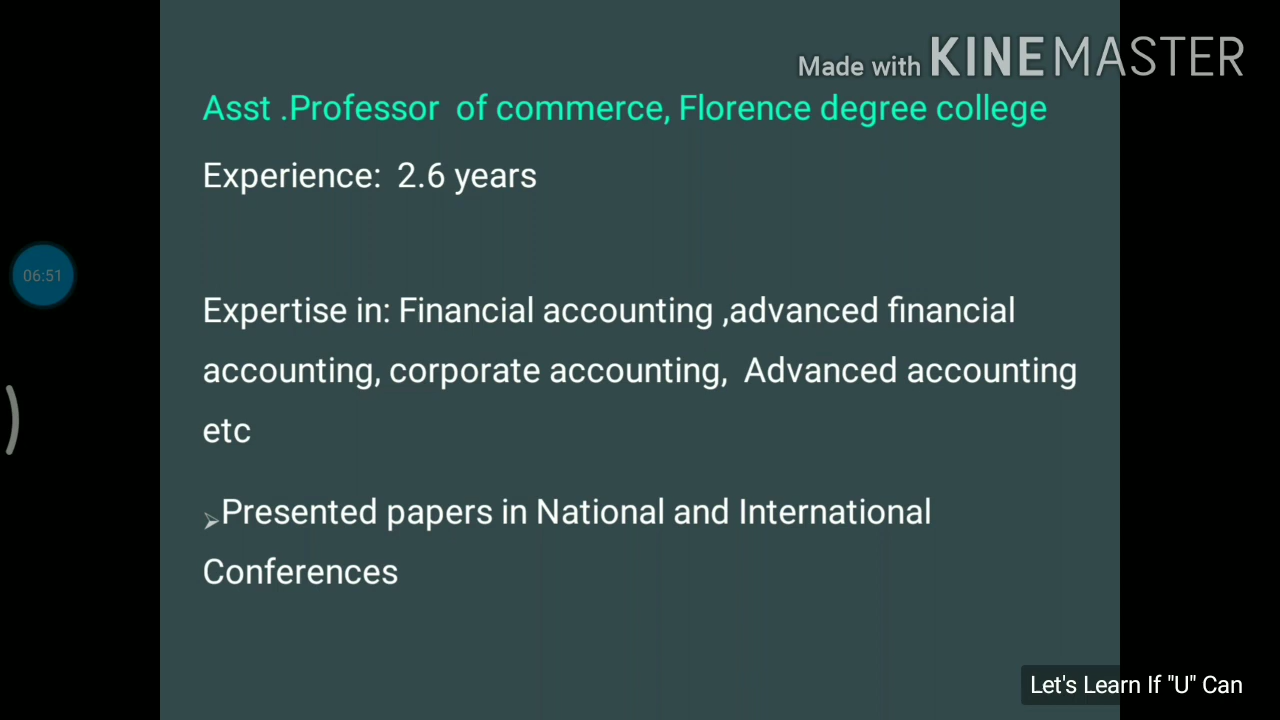 Made with KINEMASTER
Asst .Professor  of commerce, Florence degree college
Experience:  2.6 years
06:51
Expertise in: Financial accounting ,advanced financial
accounting, corporate accounting,  Advanced accounting
etc
➢Presented papers in National and International
Conferences
Let's Learn If "U" Can